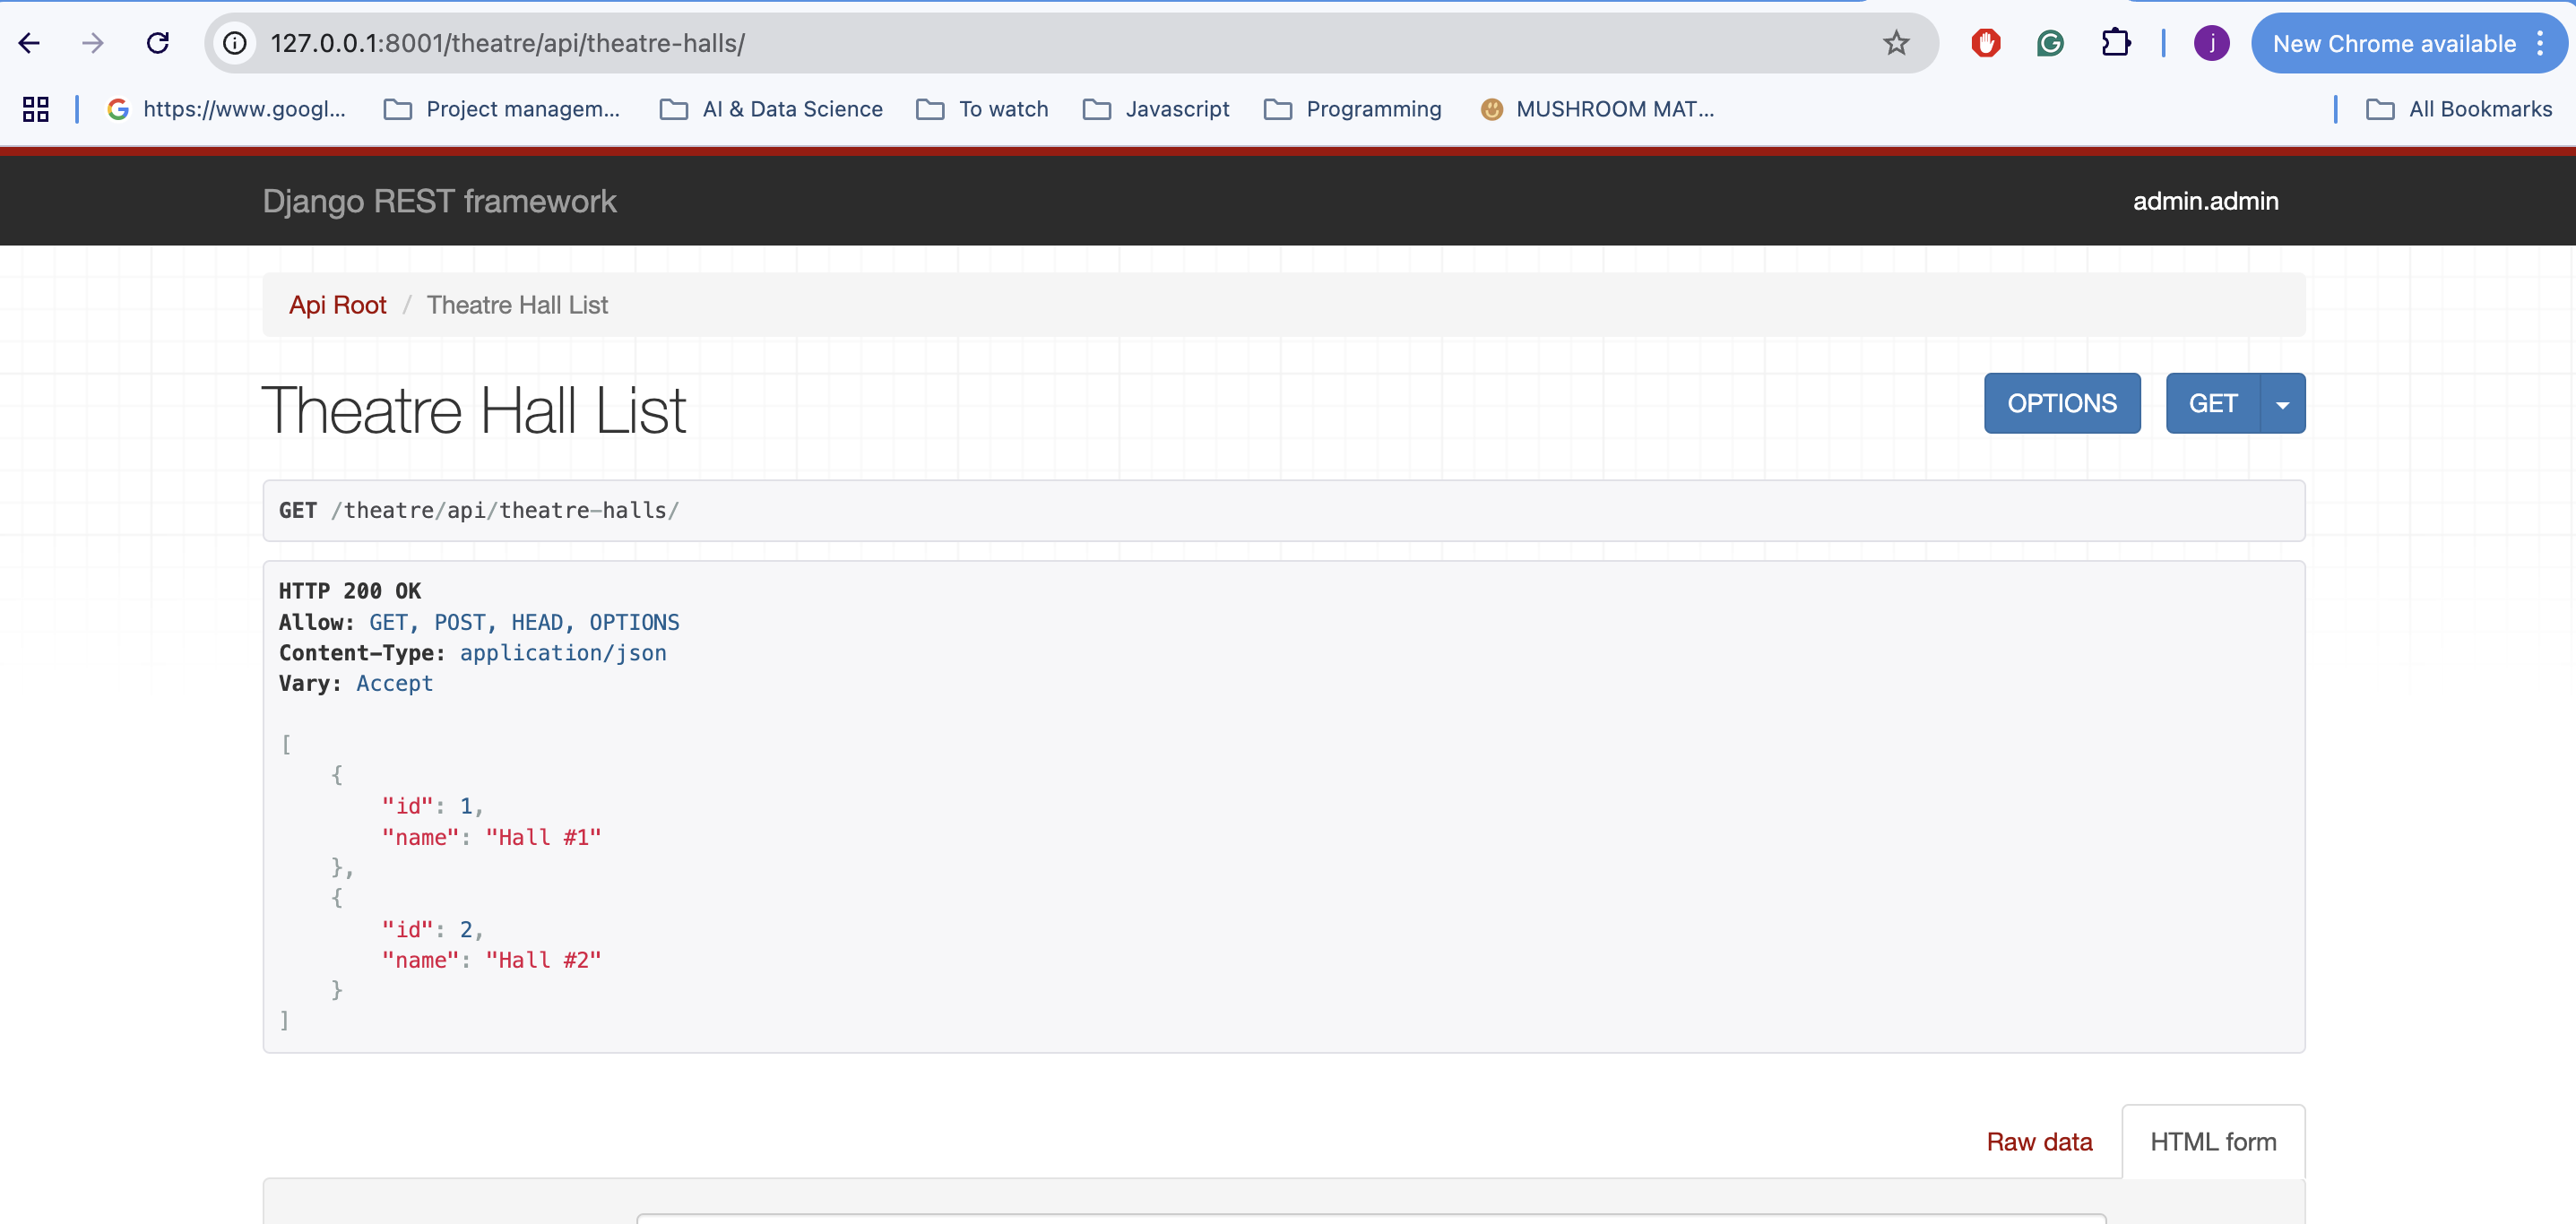 127.0.0.1:8001/theatre/api/theatre-halls/
j
New Chrome available
https://www.googl...
Project managem...
AI & Data Science
To watch
Javascript
Programming
MUSHROOM MAT...
All Bookmarks
Django REST framework
admin.admin
Api Root / Theatre Hall List
Theatre Hall List
OPTIONS
GET
GET /theatre/api/theatre-halls/
HTTP 200 OK
Allow: GET, POST, HEAD, OPTIONS
Content-Type: application/json
Vary: Accept
[
    {
        "id": 1,
        "name": "Hall #1"
    },
    {
        "id": 2,
        "name": "Hall #2"
    }
]
Raw data
HTML form